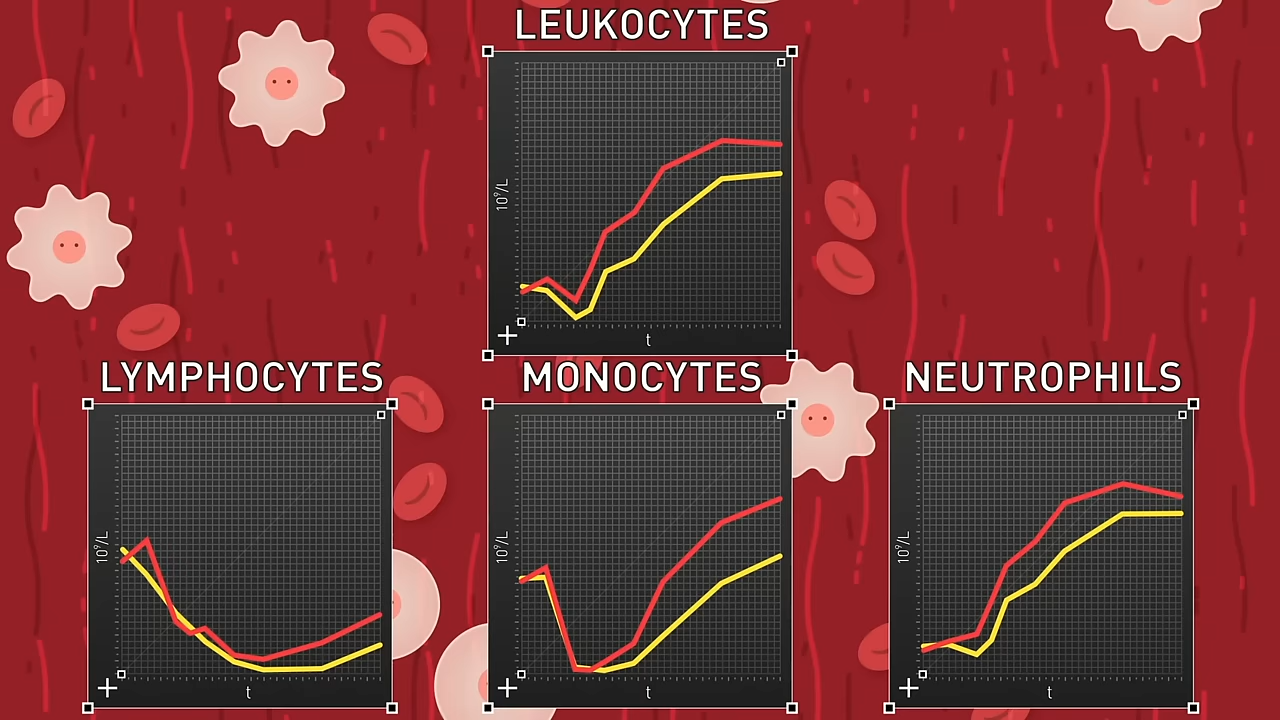 LEUKOCYTES
10⁹/L
t
LYMPHOCYTES
10⁹/L
t
MONOCYTES
10⁹/L
t
NEUTROPHILS
10⁹/L
t